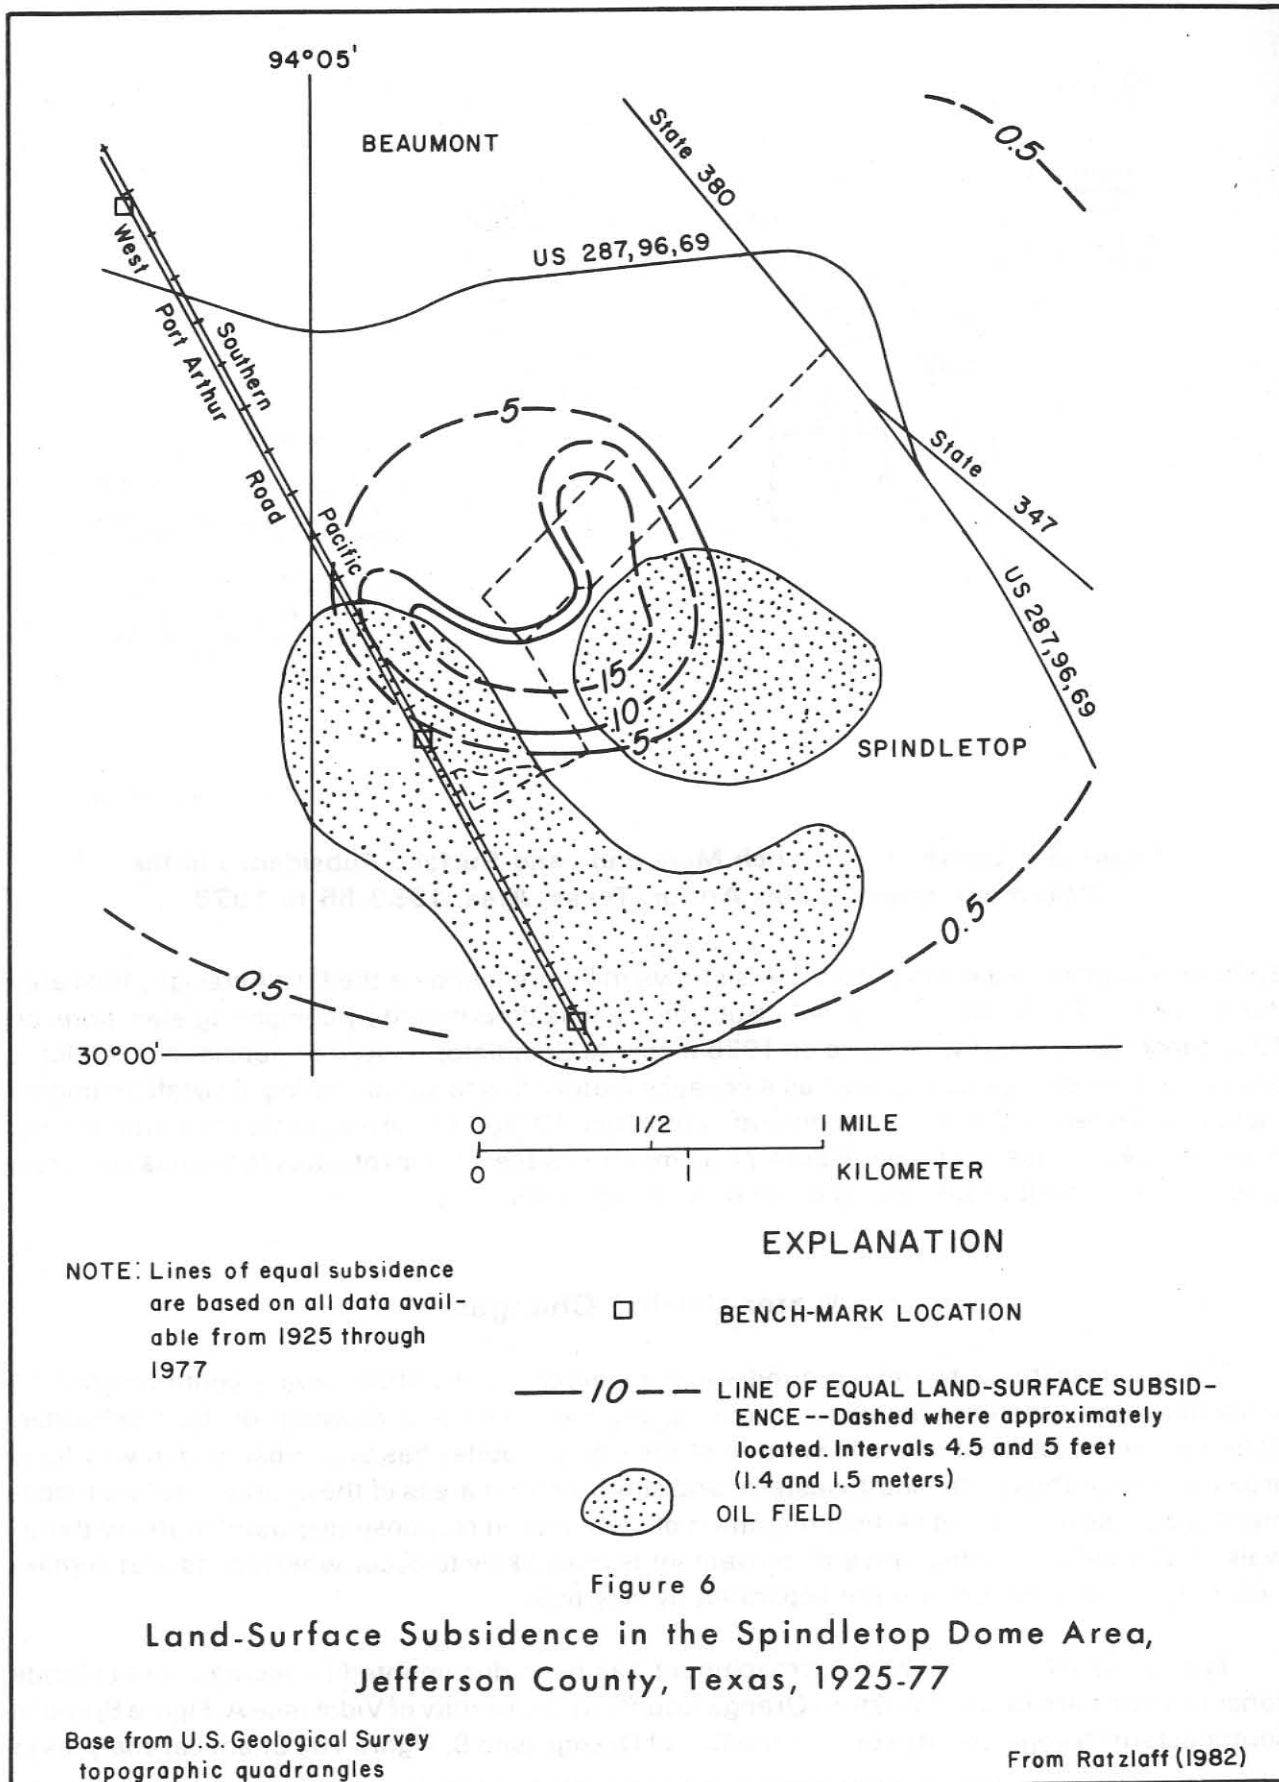 94°05'
BEAUMONT
State 380
0.5
US 287,96,69
West Port Arthur Road
Southern Pacific
5
State 347
US 287,96,69
15
10
5
SPINDLETOP
0.5
0.5
30°00'
0 1/2 1 MILE
0 1 KILOMETER
EXPLANATION
NOTE: Lines of equal subsidence
are based on all data avail-
able from 1925 through
1977
BENCH-MARK LOCATION
10 LINE OF EQUAL LAND-SURFACE SUBSID-
ENCE--Dashed where approximately
located. Intervals 4.5 and 5 feet
(1.4 and 1.5 meters)
OIL FIELD
Figure 6
Land-Surface Subsidence in the Spindletop Dome Area,
Jefferson County, Texas, 1925-77
Base from U.S. Geological Survey
topographic quadrangles
From Ratzlaff (1982)